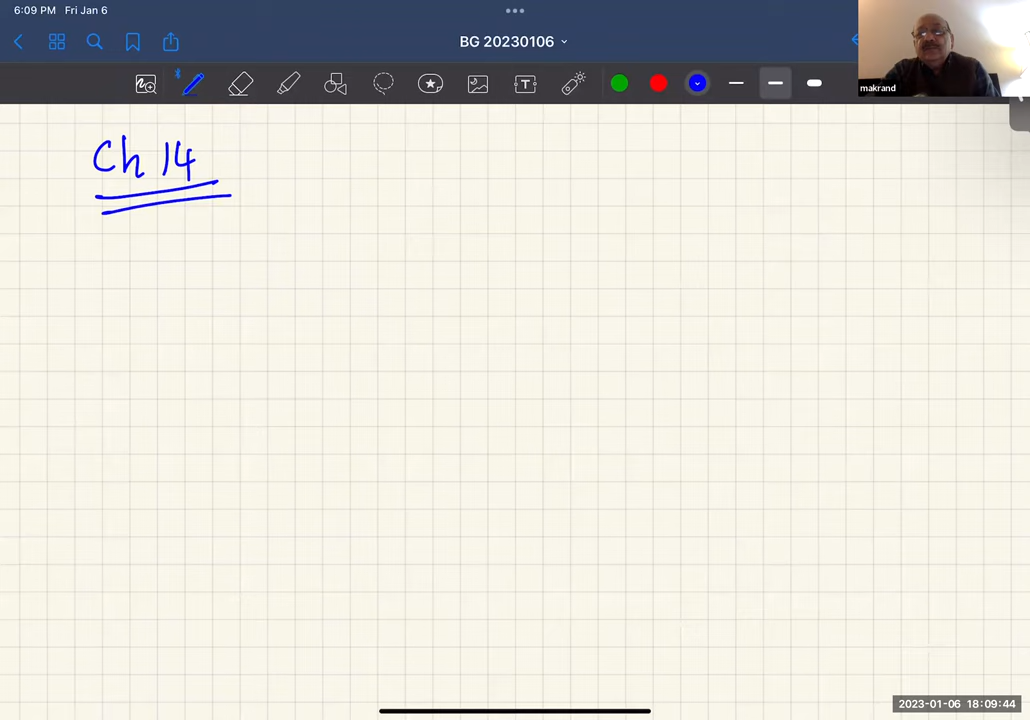 6:09 PM Fri Jan 6
BG 20230106
T
makrand
Ch 14
2023-01-06 18:09:44